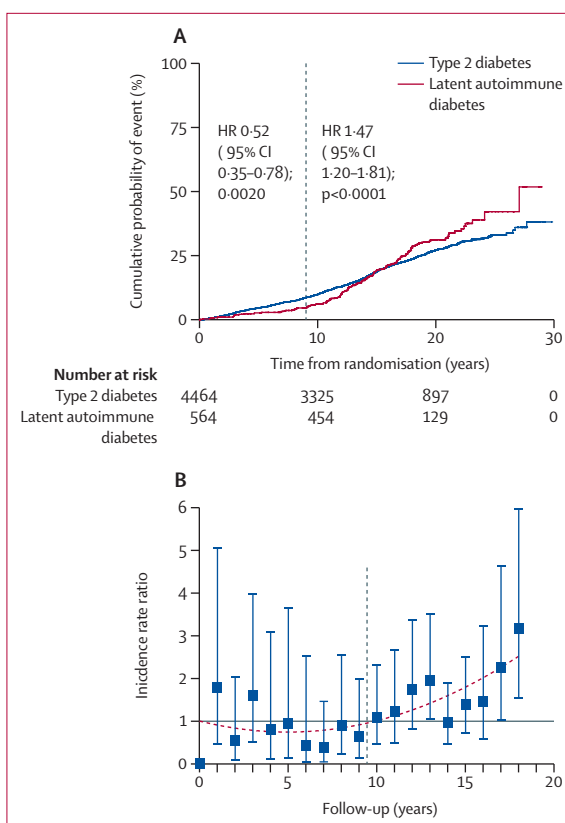 A
100
75
50
25
0
Cumulative probability of event (%)
Type 2 diabetes
Latent autoimmune
diabetes
HR 0·52
( 95% CI
0·35–0·78);
0·0020
HR 1·47
( 95% CI
1·20–1·81);
p<0·0001
0 10 20 30
Time from randomisation (years)
Number at risk
Type 2 diabetes 4464 3325 897 0
Latent autoimmune 564 454 129 0
diabetes
B
6
5
4
3
2
1
0
Inicdence rate ratio
0 5 10 15 20
Follow-up (years)